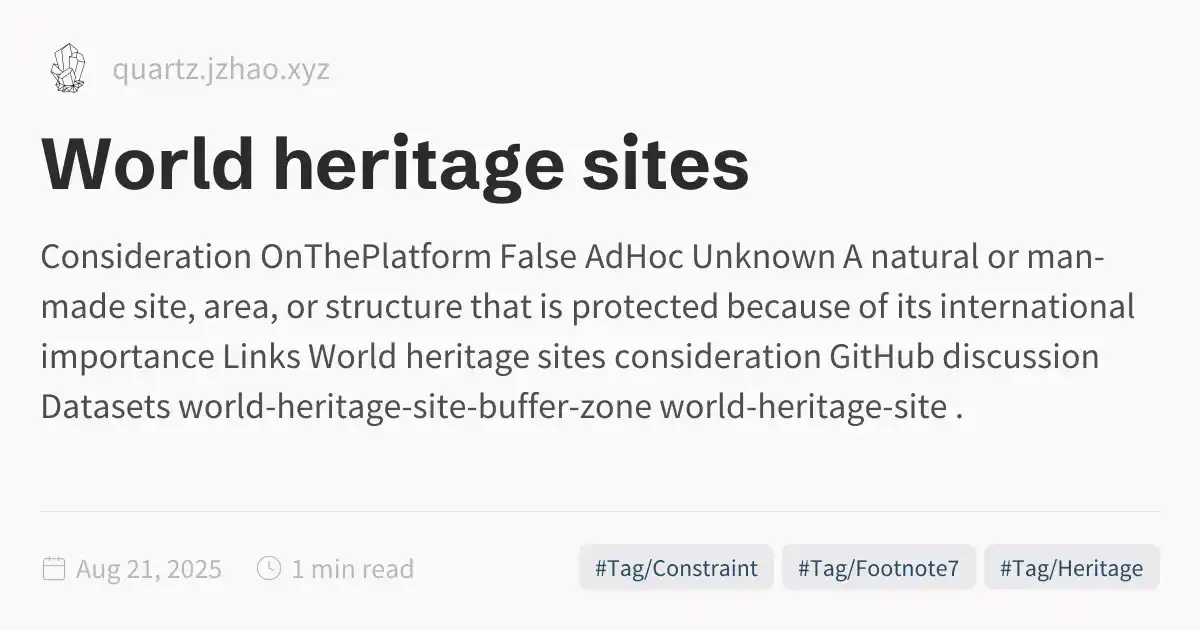 quartz.jzhao.xyz
World heritage sites
Consideration OnThePlatform False AdHoc Unknown A natural or man-
made site, area, or structure that is protected because of its international
importance Links World heritage sites consideration GitHub discussion
Datasets world-heritage-site-buffer-zone world-heritage-site .
Aug 21, 2025 1 min read #Tag/Constraint #Tag/Footnote7 #Tag/Heritage